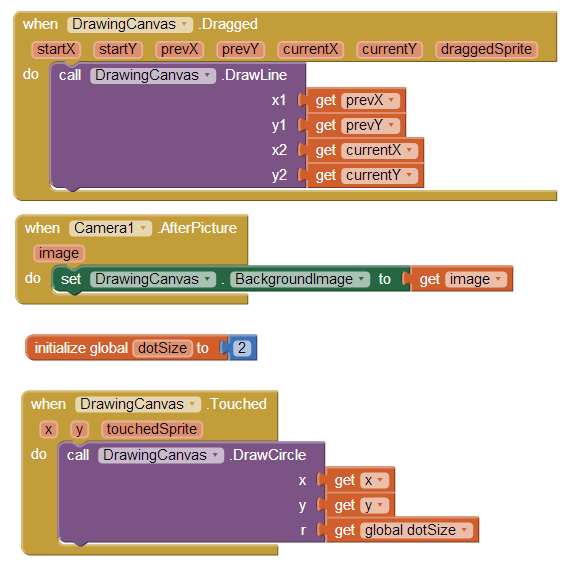 when DrawingCanvas .Dragged
startX startY prevX prevY currentX currentY draggedSprite
do call DrawingCanvas .DrawLine
x1 get prevX
y1 get prevY
x2 get currentX
y2 get currentY
when Camera1 .AfterPicture
image
do set DrawingCanvas . BackgroundImage to get image
initialize global dotSize to 2
when DrawingCanvas .Touched
x y touchedSprite
do call DrawingCanvas .DrawCircle
x get x
y get y
r get global dotSize